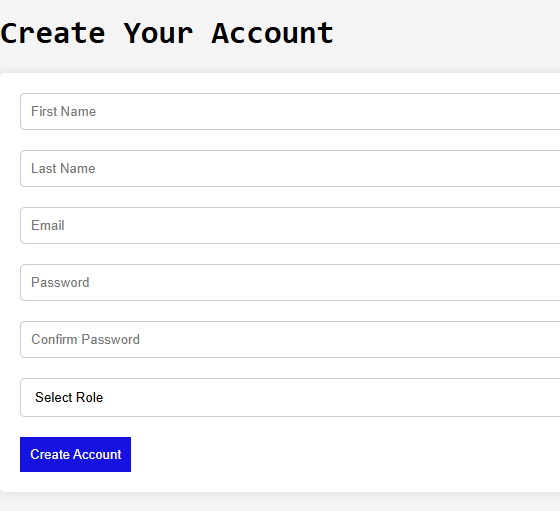 Create Your Account
First Name
Last Name
Email
Password
Confirm Password
Select Role
Create Account